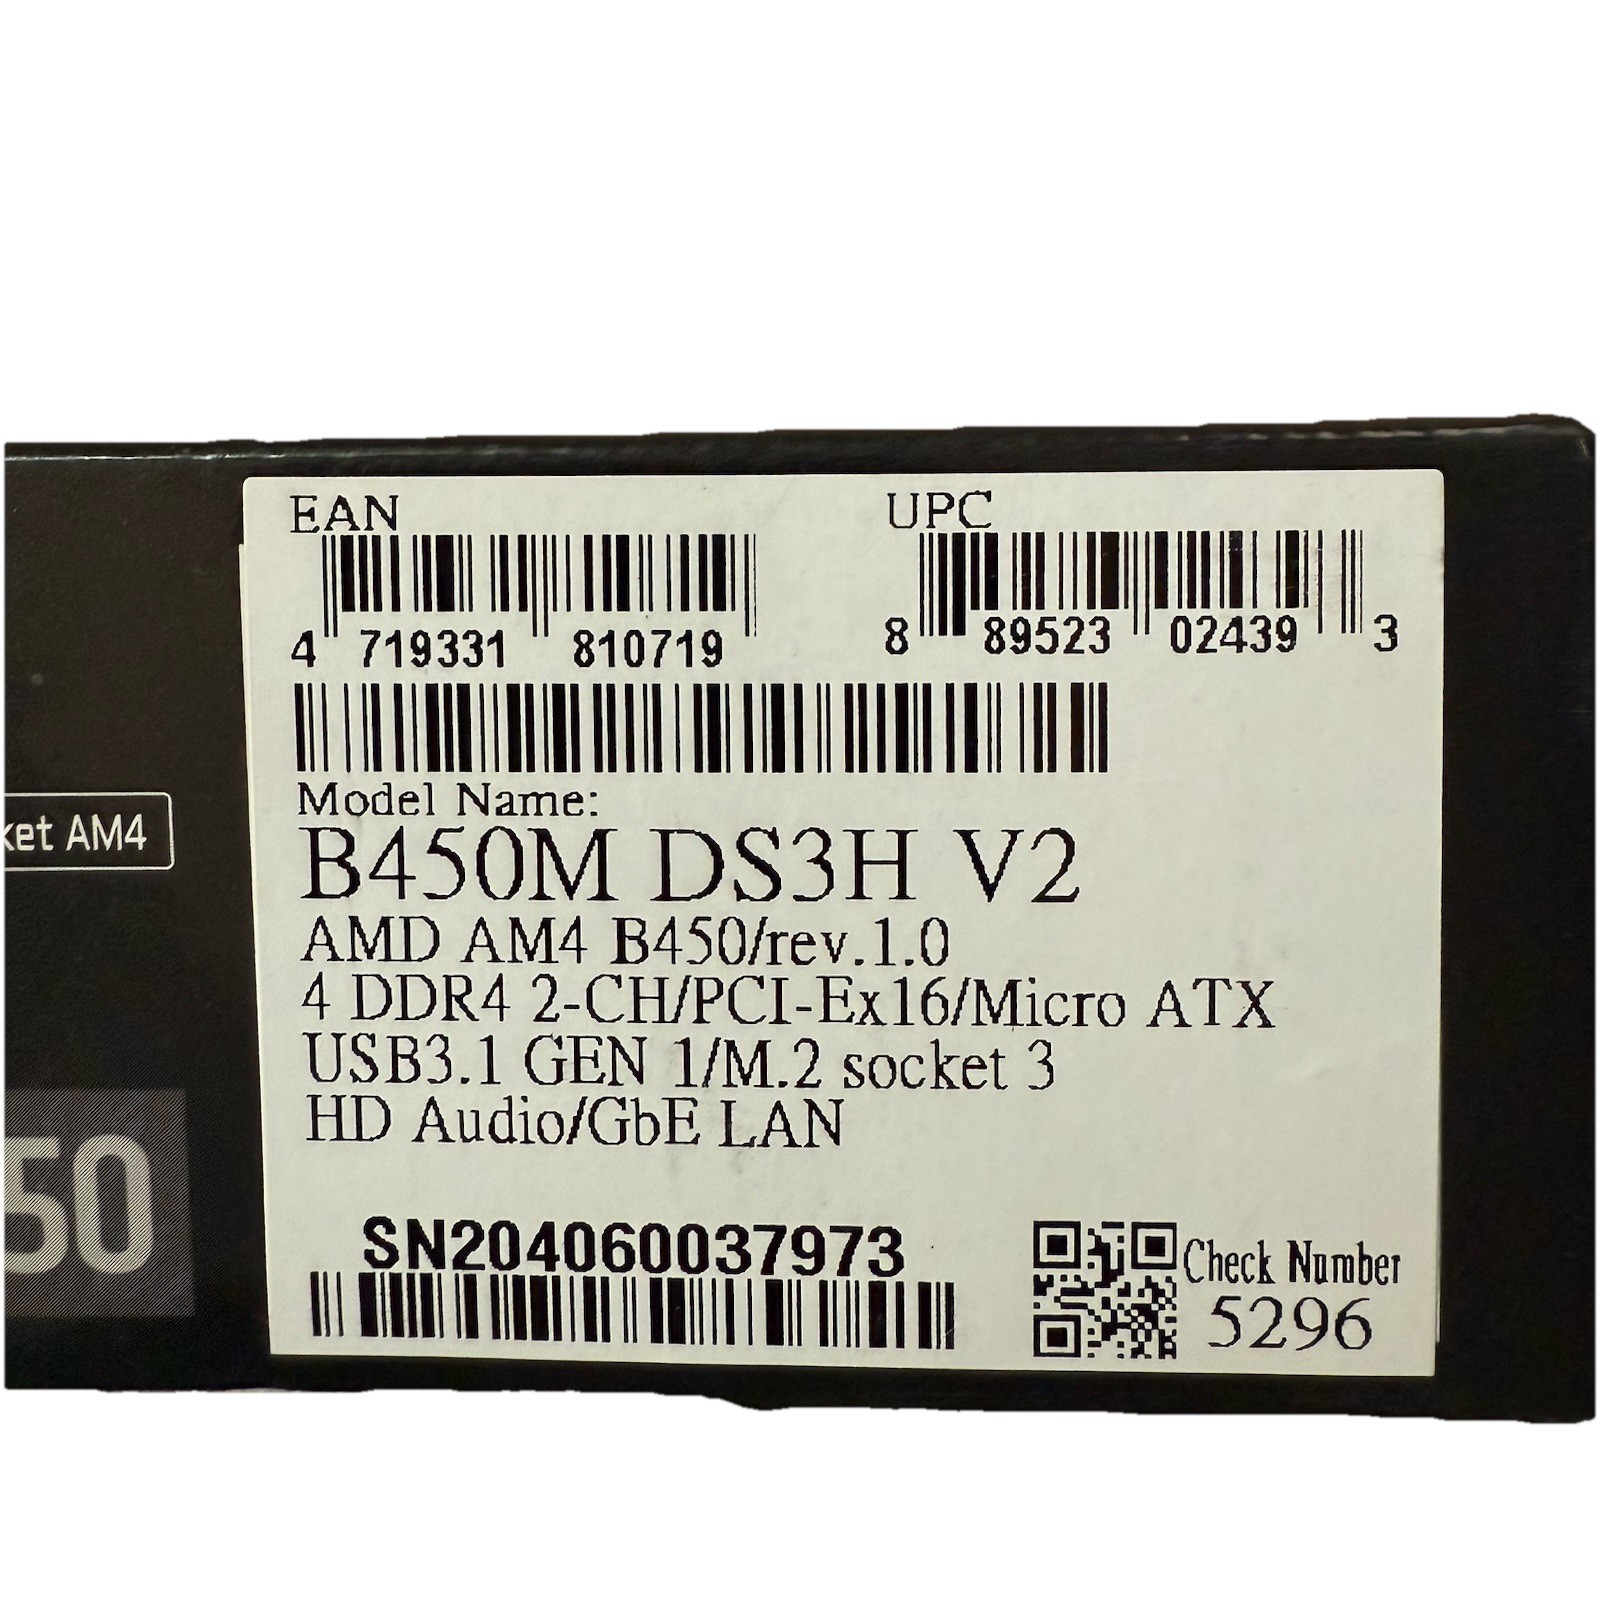 EAN
UPC
4 719331 810719
8 89523 02439 3
Model Name:
B450M DS3H V2
AMD AM4 B450/rev.1.0
4 DDR4 2-CH/PCI-Ex16/Micro ATX
USB3.1 GEN 1/M.2 socket 3
HD Audio/GbE LAN
SN204060037973
Check Number
5296
ket AM4
50